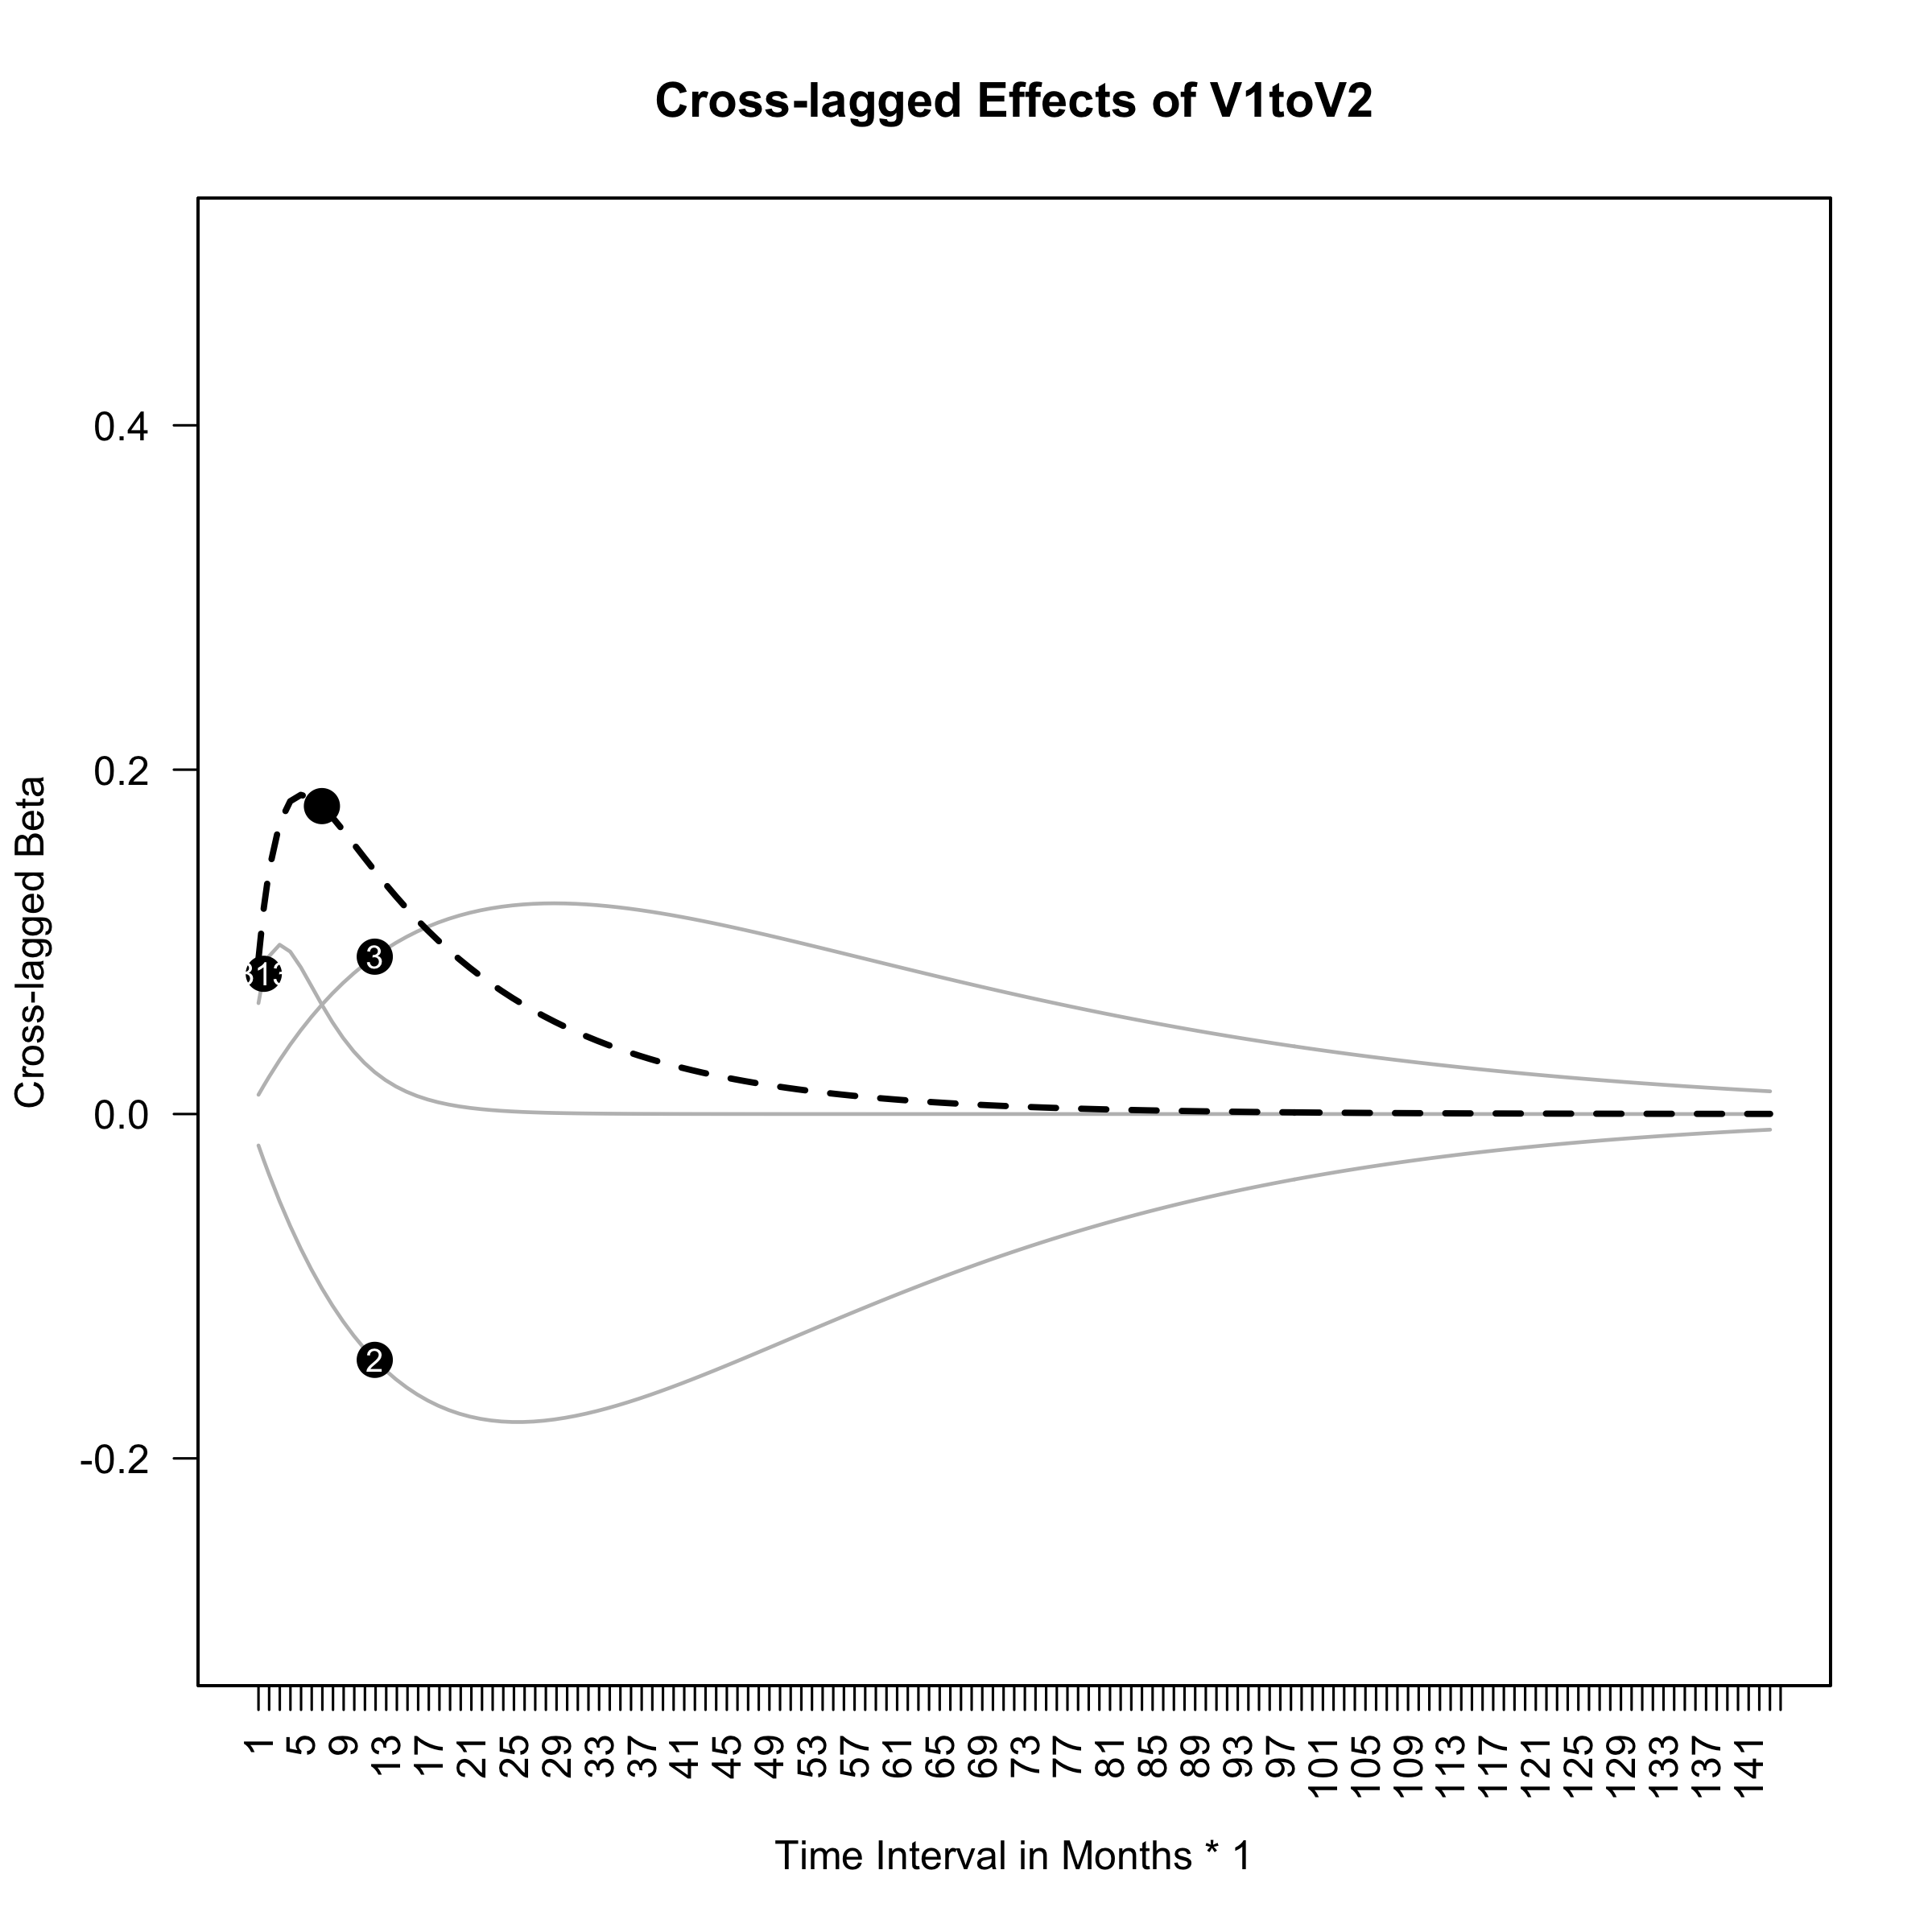 Cross-lagged Effects of V1toV2
Cross-lagged Beta
0.4
0.2
0.0
-0.2
3
2
1 5 9 13 17 21 25 29 33 37 41 45 49 53 57 61 65 69 73 77 81 85 89 93 97 101 105 109 113 117 121 125 129 133 137 141
Time Interval in Months * 1